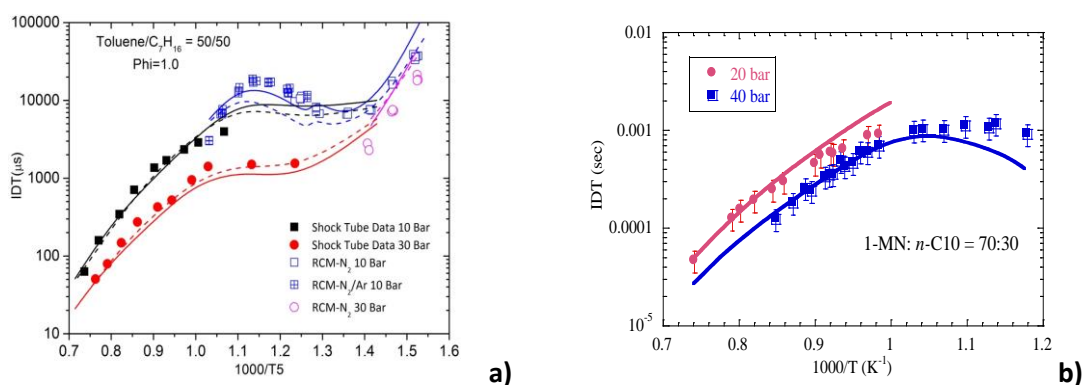 100000
10000
1000
100
10
IDT(μs)
Toluene/C₇H₁₆ = 50/50
Phi=1.0
Shock Tube Data 10 Bar
Shock Tube Data 30 Bar
RCM-N₂ 10 Bar
RCM-N₂/Ar 10 Bar
RCM-N₂ 30 Bar
0.7 0.8 0.9 1.0 1.1 1.2 1.3 1.4 1.5 1.6
1000/T5
a)
0.01
0.001
0.0001
10⁻⁵
IDT (sec)
20 bar
40 bar
1-MN: n-C10 = 70:30
0.7 0.8 0.9 1 1.1 1.2
1000/T (K⁻¹)
b)